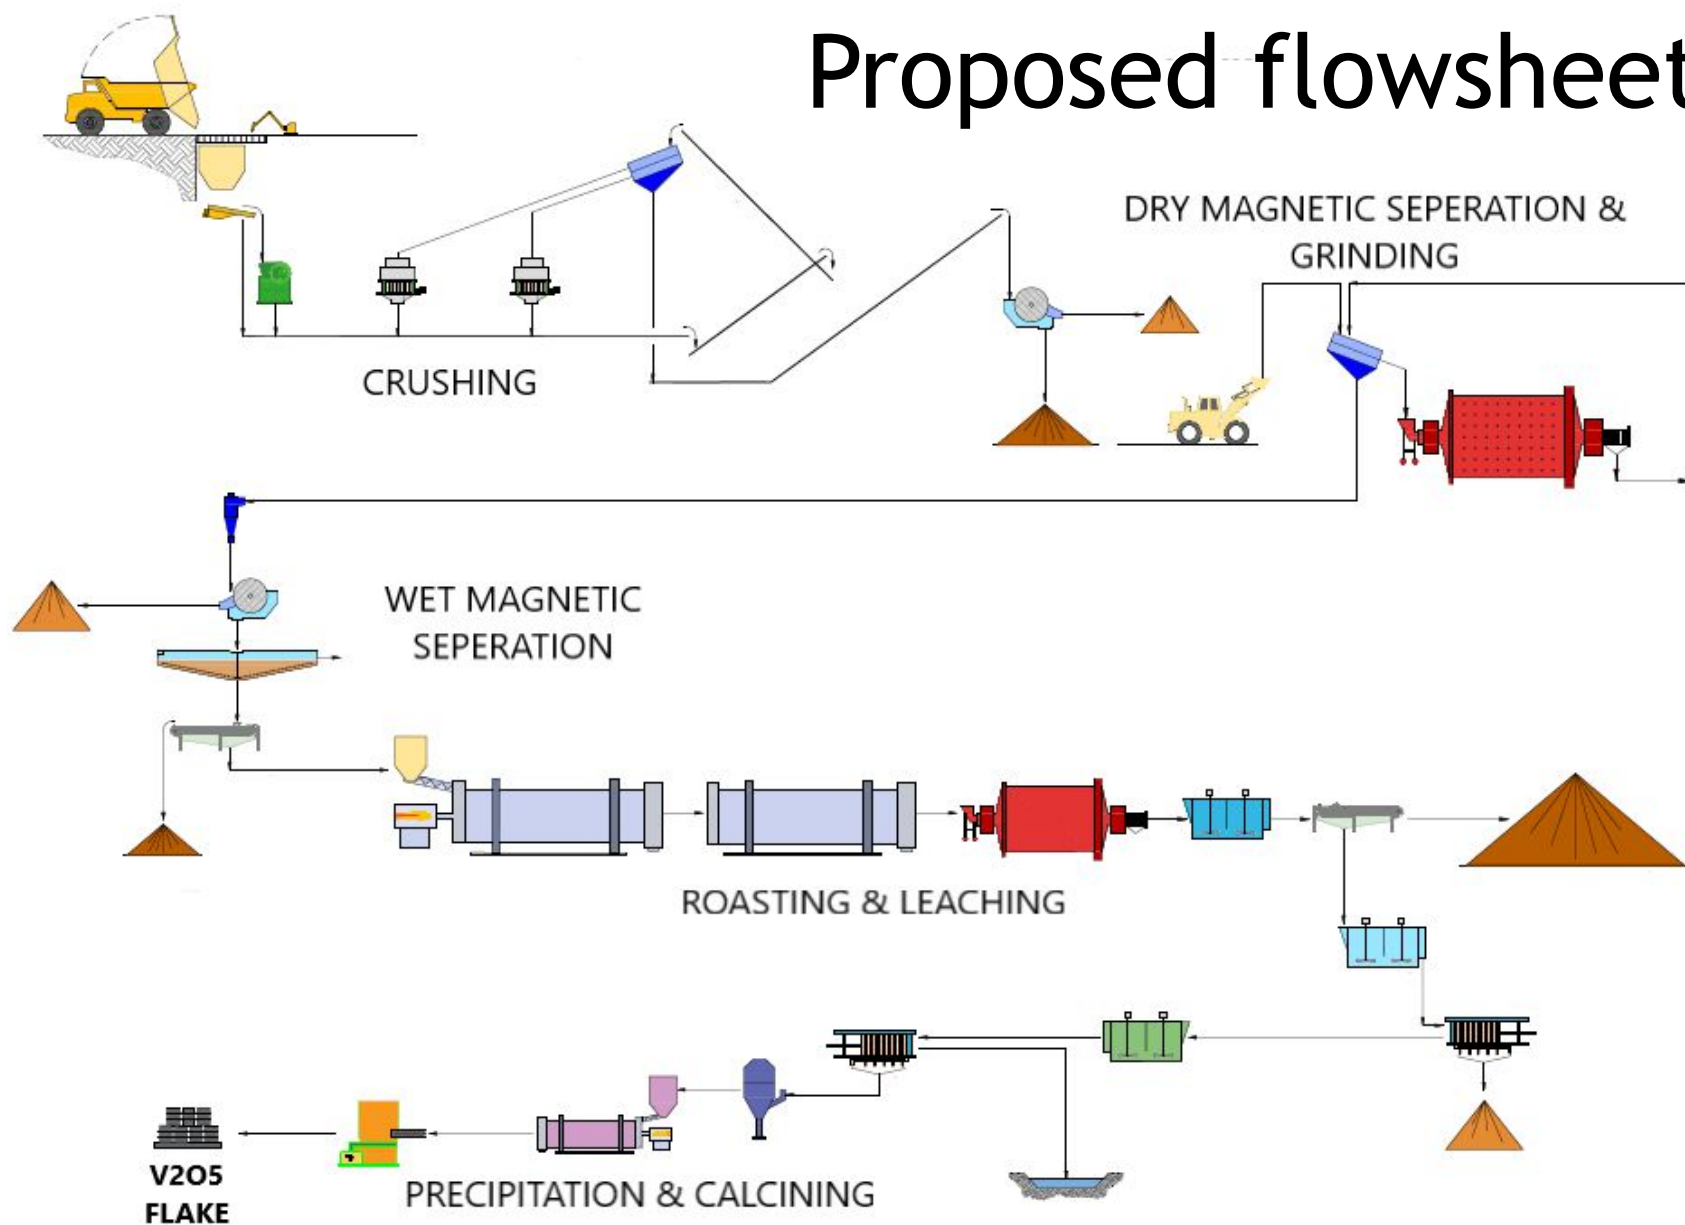 Proposed flowsheet
DRY MAGNETIC SEPERATION &
GRINDING
CRUSHING
WET MAGNETIC
SEPERATION
ROASTING & LEACHING
V2O5
FLAKE
PRECIPITATION & CALCINING